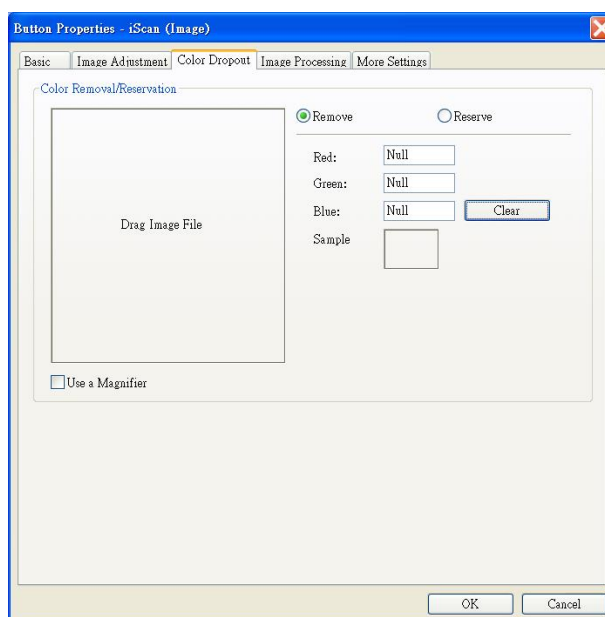 Button Properties - iScan (Image)
Basic Image Adjustment Color Dropout Image Processing More Settings
Color Removal/Reservation
Remove Reserve
Red: Null
Green: Null
Blue: Null Clear
Drag Image File
Sample
Use a Magnifier
OK Cancel